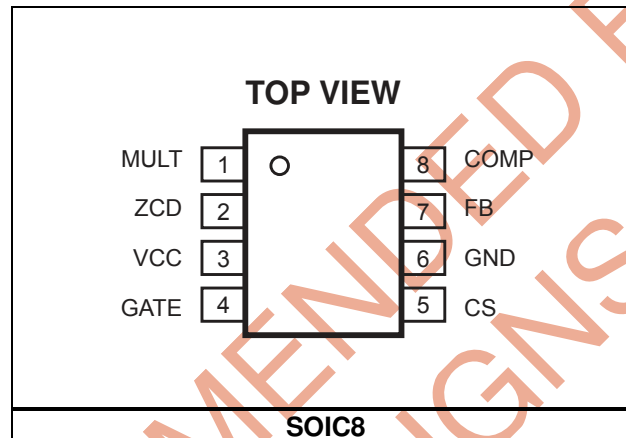 TOP VIEW
MULT 1 8 COMP
ZCD 2 7 FB
VCC 3 6 GND
GATE 4 5 CS
SOIC8